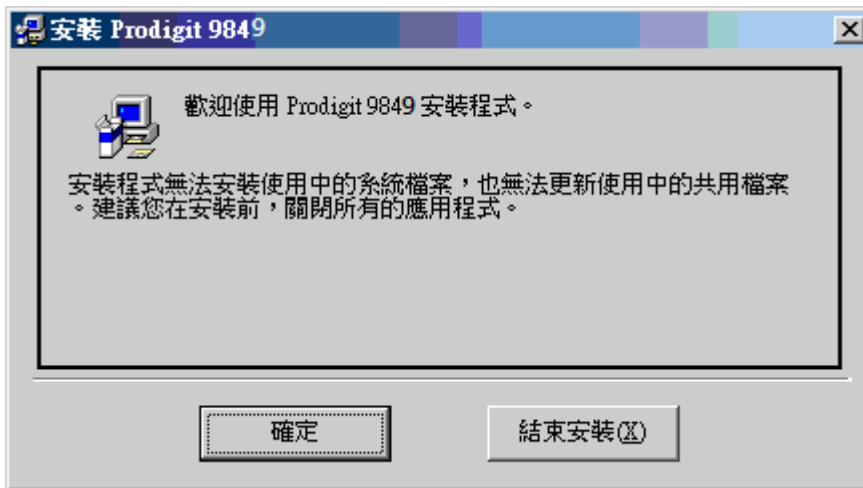 安裝 Prodigit 9849
歡迎使用 Prodigit 9849 安裝程式。
安裝程式無法安裝使用中的系統檔案，也無法更新使用中的共用檔案
。建議您在安裝前，關閉所有的應用程式。
確定
結束安裝(X)